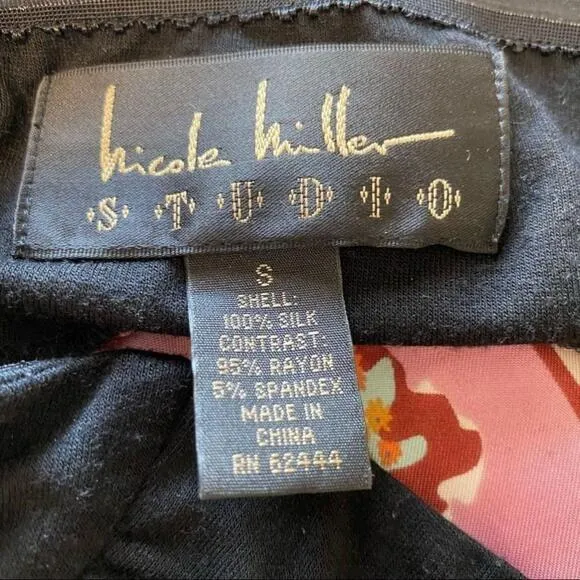 nicole miller
STUDIO
S
SHELL:
100% SILK
CONTRAST:
95% RAYON
5% SPANDEX
MADE IN
CHINA
RN 62444